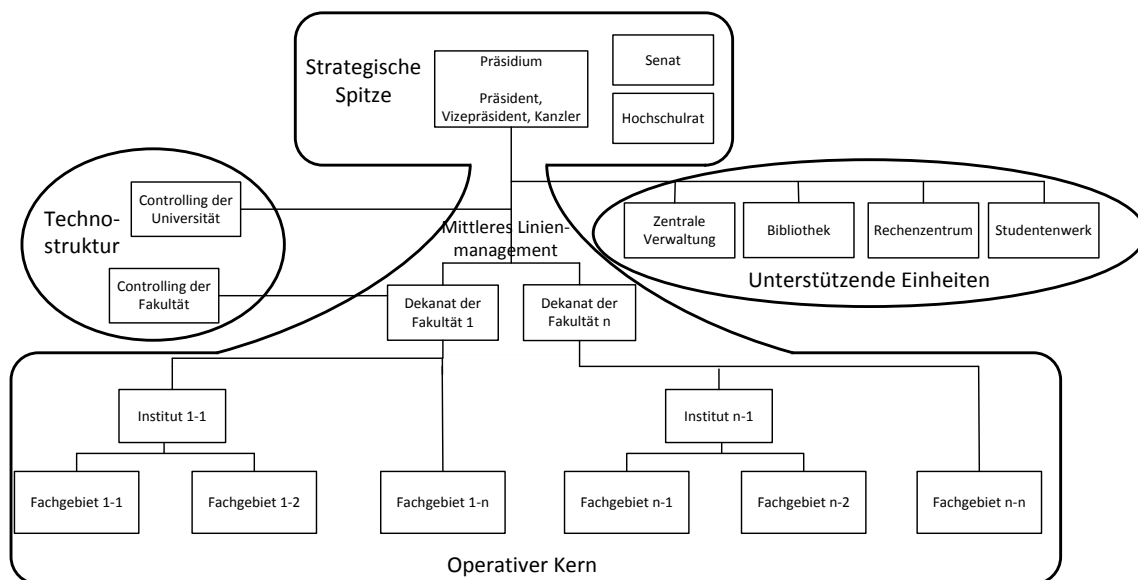 Strategische
Spitze
Präsidium
Präsident,
Vizepräsident, Kanzler
Senat
Hochschulrat
Techno-
struktur
Controlling der
Universität
Controlling der
Fakultät
Mittleres Linien-
management
Zentrale
Verwaltung
Bibliothek
Rechenzentrum
Studentenwerk
Unterstützende Einheiten
Dekanat der
Fakultät 1
Dekanat der
Fakultät n
Institut 1-1
Institut n-1
Fachgebiet 1-1
Fachgebiet 1-2
Fachgebiet 1-n
Fachgebiet n-1
Fachgebiet n-2
Fachgebiet n-n
Operativer Kern